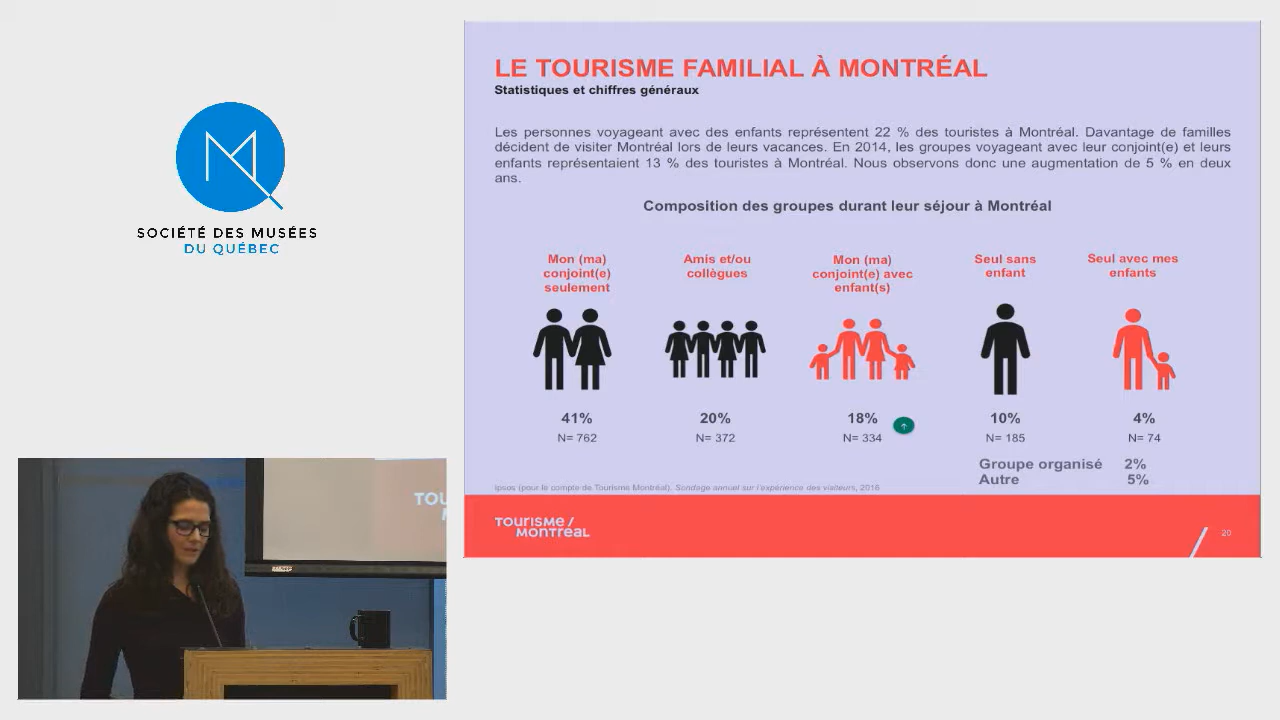 SOCIÉTÉ DES MUSÉES
DU QUÉBEC
LE TOURISME FAMILIAL À MONTRÉAL
Statistiques et chiffres généraux
Les personnes voyageant avec des enfants représentent 22 % des touristes à Montréal. Davantage de familles
décident de visiter Montréal lors de leurs vacances. En 2014, les groupes voyageant avec leur conjoint(e) et leurs
enfants représentaient 13 % des touristes à Montréal. Nous observons donc une augmentation de 5 % en deux
ans.
Composition des groupes durant leur séjour à Montréal
Mon (ma)
conjoint(e)
seulement
41%
N= 762
Amis et/ou
collègues
20%
N= 372
Mon (ma)
conjoint(e) avec
enfant(s)
18%
N= 334
Seul sans
enfant
10%
N= 185
Seul avec mes
enfants
4%
N= 74
Groupe organisé 2%
Autre 5%
Ipsos (pour le compte de Tourisme Montréal). Sondage annuel sur l'expérience des visiteurs, 2016
TOURISME /
MONTRÉAL
20
TOU